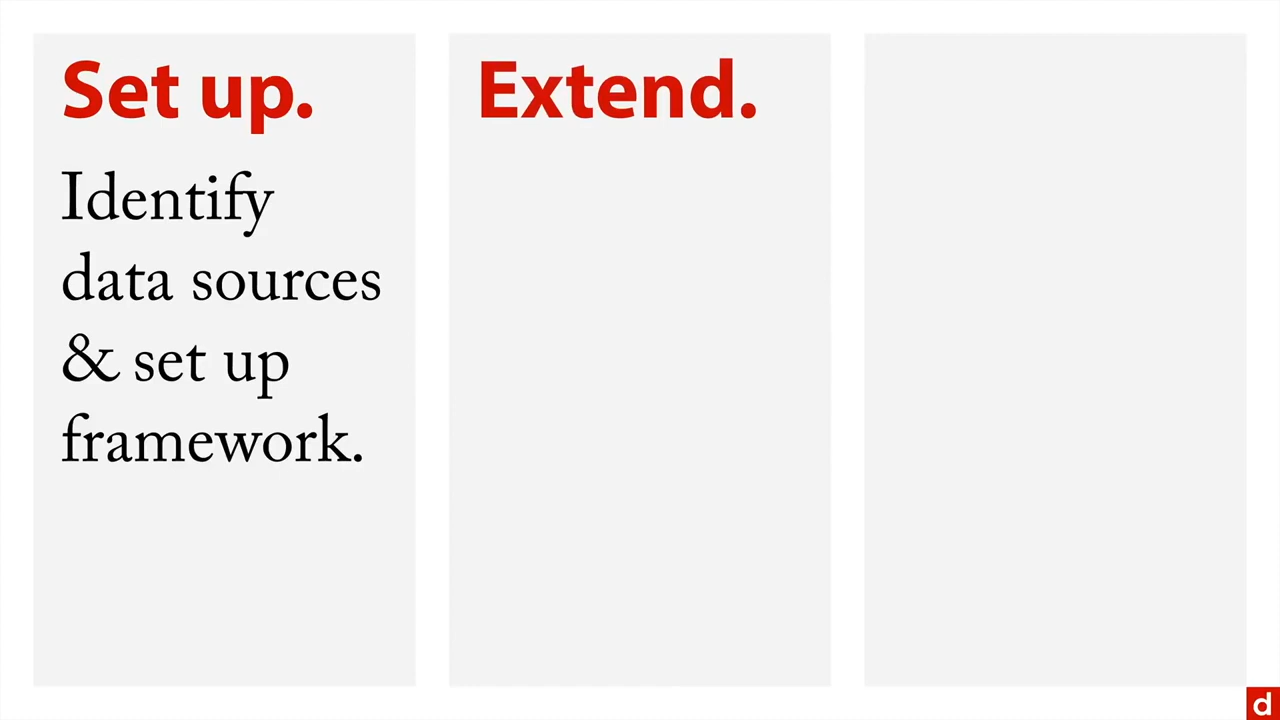 Set up.
Identify
data sources
& set up
framework.
Extend.
d